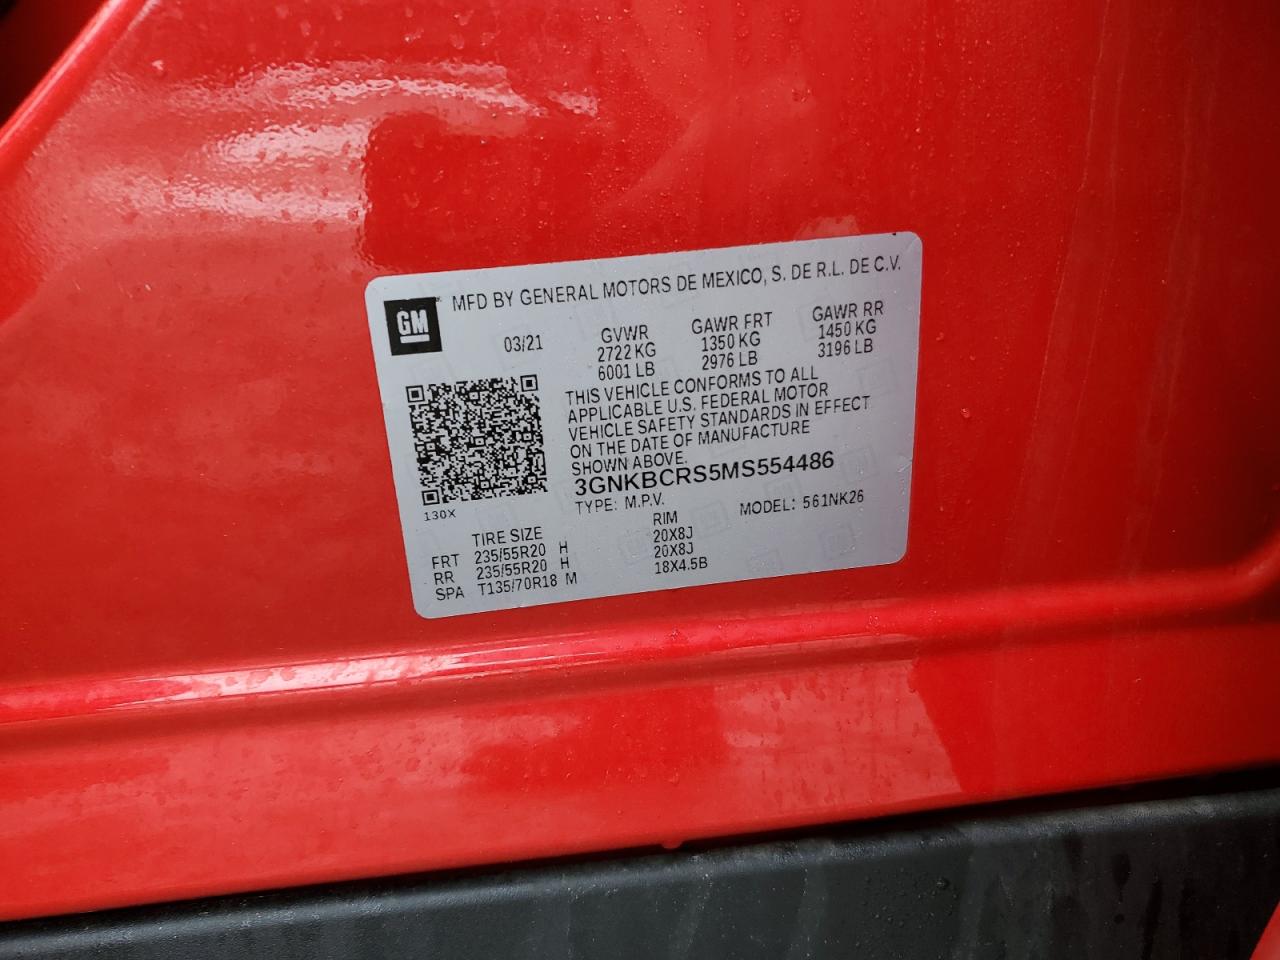 MFD BY GENERAL MOTORS DE MEXICO, S. DE R.L. DE C.V.
GM
03/21 GVWR GAWR FRT GAWR RR
2722 KG 1350 KG 1450 KG
6001 LB 2976 LB 3196 LB
THIS VEHICLE CONFORMS TO ALL
APPLICABLE U.S. FEDERAL MOTOR
VEHICLE SAFETY STANDARDS IN EFFECT
ON THE DATE OF MANUFACTURE
SHOWN ABOVE.
3GNKBCRS5MS554486
130X
TYPE: M.P.V. MODEL: 561NK26
TIRE SIZE RIM
FRT 235/55R20 H 20X8J
RR 235/55R20 H 20X8J
SPA T135/70R18 M 18X4.5B